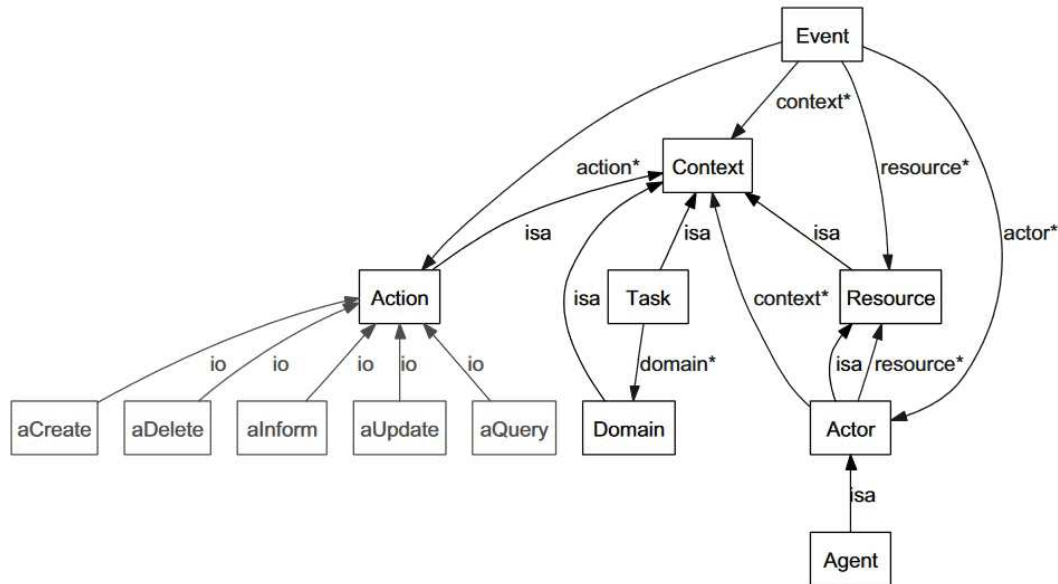 Event
context*
Context
action*
resource*
isa
isa
isa
actor*
Action
isa
Task
context*
Resource
io
io
io
io
io
domain*
isa
resource*
aCreate
aDelete
aInform
aUpdate
aQuery
Domain
Actor
isa
Agent